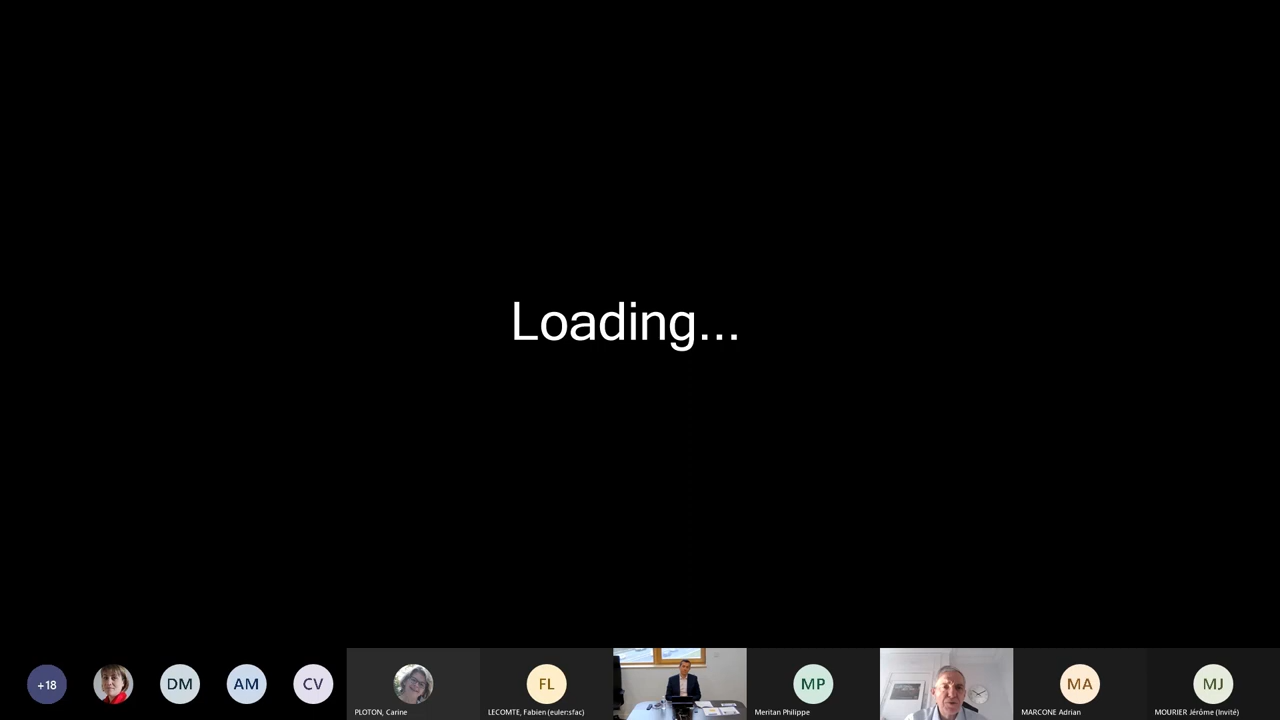 Loading...
+18
DM
AM
CV
PLOTON, Carine
FL
LECOMTE, Fabien (euler:sfac)
MP
Meritan Philippe
MA
MARCONE Adrian
MJ
MOURIER Jérôme (Invité)